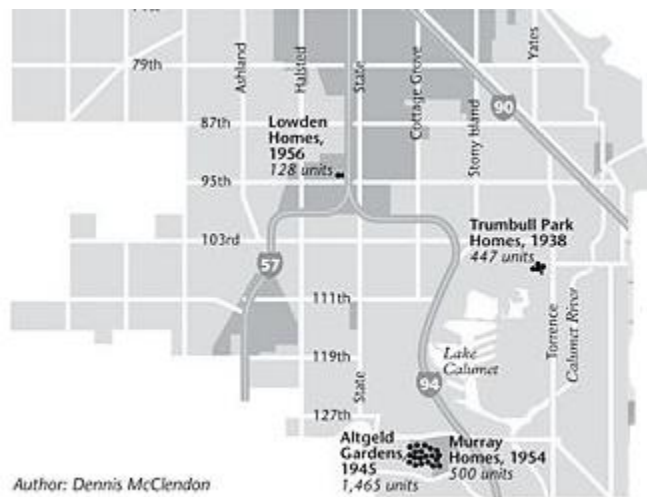 79th
Ashland
Halsted
State
Cottage Grove
Stony Island
Yates
90
87th
Lowden
Homes,
1956
128 units
95th
Trumbull Park
Homes, 1938
447 units
103rd
57
111th
Torrence
Calumet River
Lake
Calumet
119th
State
94
127th
Altgeld
Gardens,
1945
1,465 units
Murray
Homes, 1954
500 units
Author: Dennis McClendon